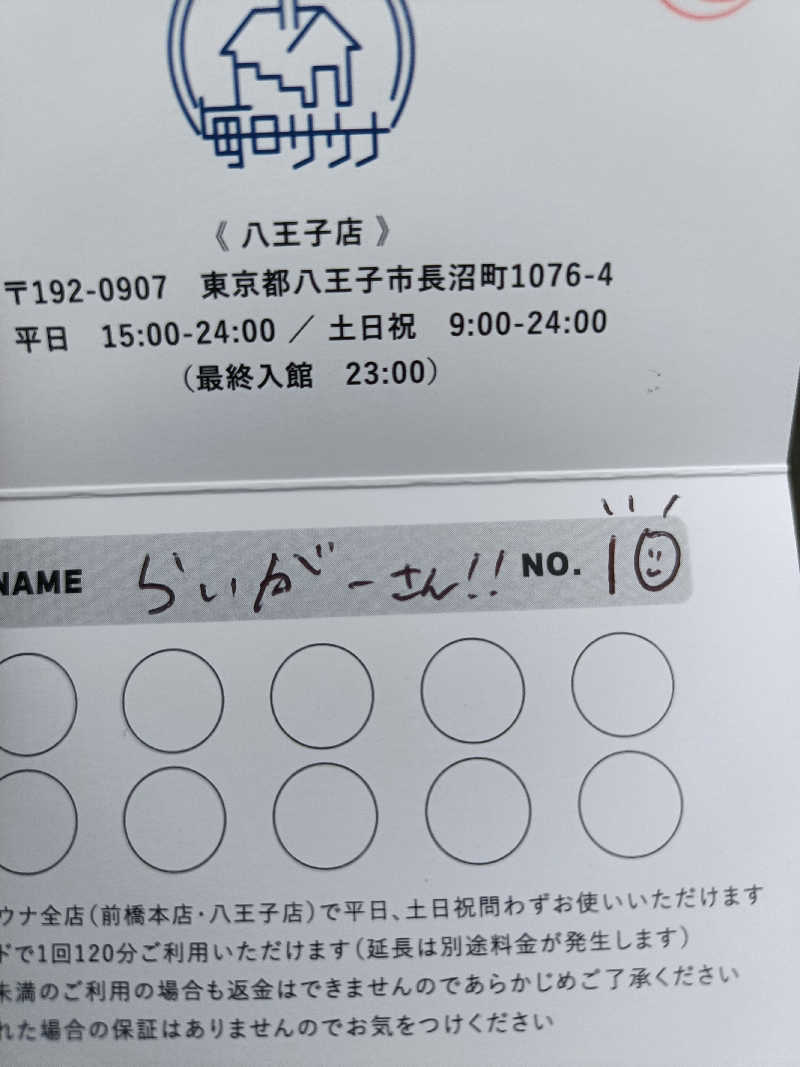 毎日サウナ
《 八王子店 》
〒192-0907 東京都八王子市長沼町1076-4
平日 15:00-24:00 ／ 土日祝 9:00-24:00
（最終入館 23:00）
NAME らいがーさん!! NO. 10
ウナ全店（前橋本店・八王子店）で平日、土日祝問わずお使いいただけます
ドで1回120分ご利用いただけます（延長は別途料金が発生します）
未満のご利用の場合も返金はできませんのであらかじめご了承ください
れた場合の保証はありませんのでお気をつけください